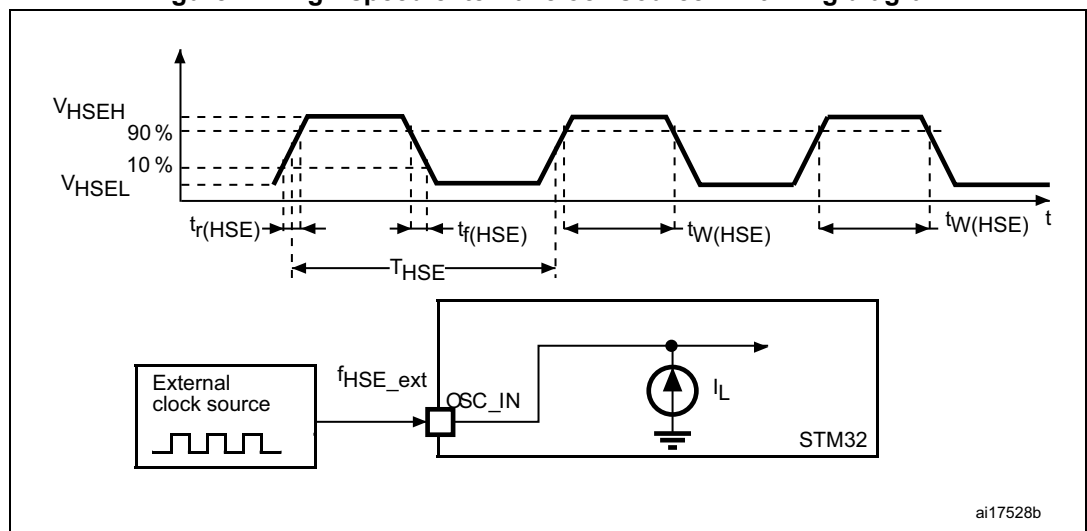 VHSEH
90 %
10 %
VHSEL
tr(HSE)
tf(HSE)
tW(HSE)
tW(HSE)
t
THSE
External
clock source
fHSE_ext
OSC_IN
IL
STM32
ai17528b